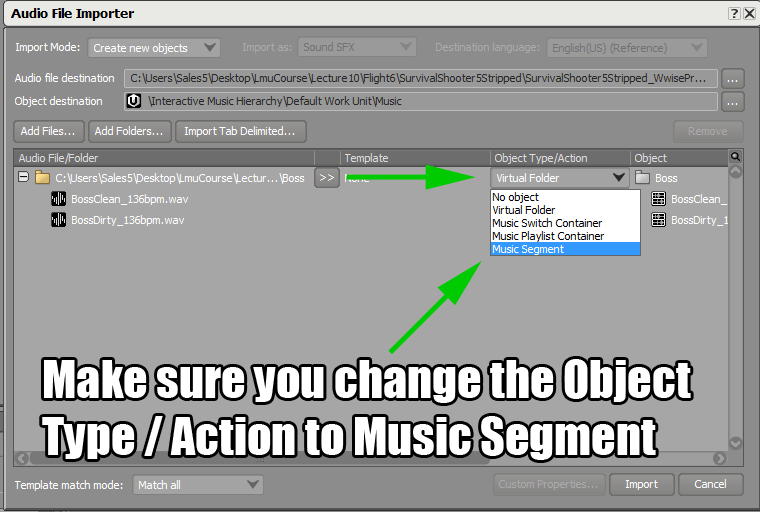 Audio File Importer
Import Mode: Create new objects Import as: Sound SFX Destination language: English(US) (Reference)
Audio file destination C:\Users\Sales5\Desktop\LmuCourse\Lecture10\Flight6\SurvivalShooter5Stripped\SurvivalShooter5Stripped_WwisePr... ...
Object destination \Interactive Music Hierarchy\Default Work Unit\Music ...
Add Files... Add Folders... Import Tab Delimited... Remove
Audio File/Folder Template Object Type/Action Object
C:\Users\Sales5\Desktop\LmuCourse\Lectur...\Boss >> None Virtual Folder Boss
BossClean_136bpm.wav BossClean_
BossDirty_136bpm.wav BossDirty_1
No object
Virtual Folder
Music Switch Container
Music Playlist Container
Music Segment
Make sure you change the Object
Type / Action to Music Segment
Template match mode: Match all Custom Properties... Import Cancel